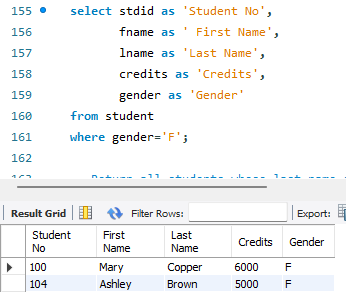 155 select stdid as 'Student No',
156 fname as ' First Name',
157 lname as 'Last Name',
158 credits as 'Credits',
159 gender as 'Gender'
160 from student
161 where gender='F';
162
Return all students whose last name
Result Grid Filter Rows: Export:
Student No First Name Last Name Credits Gender
100 Mary Copper 6000 F
104 Ashley Brown 5000 F